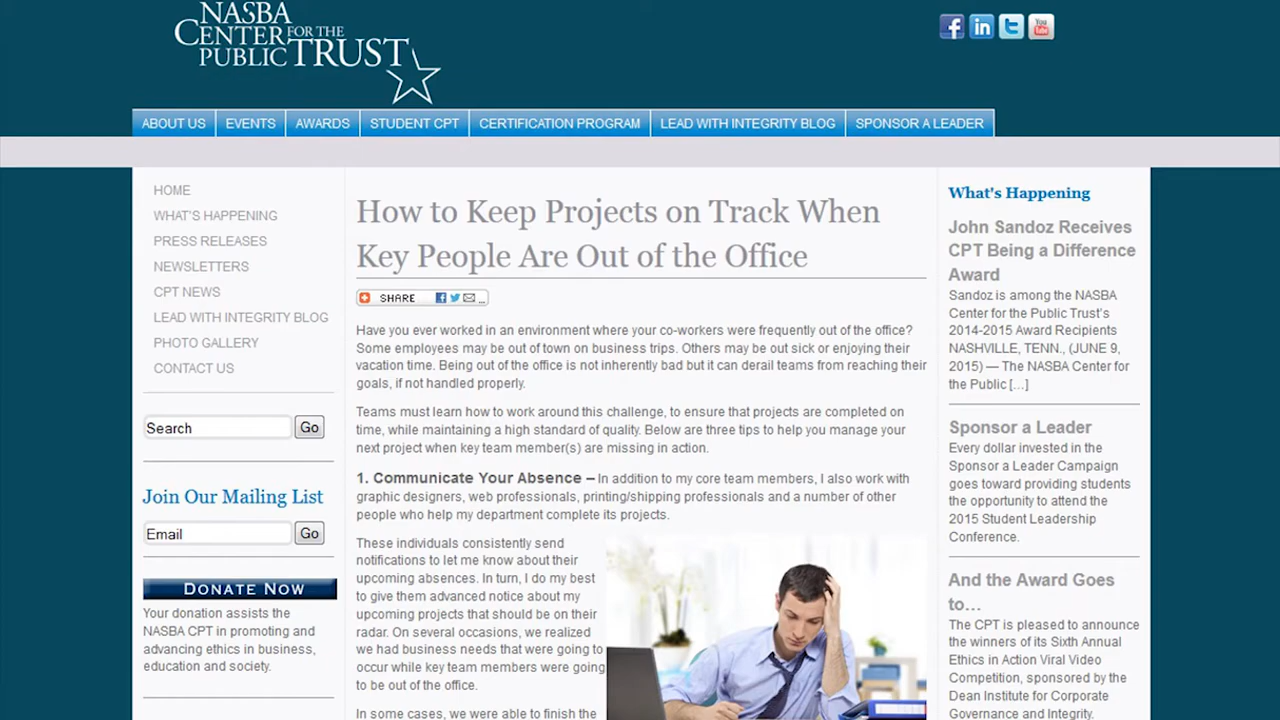 NASBA
CENTER FOR THE
PUBLIC TRUST
ABOUT US
EVENTS
AWARDS
STUDENT CPT
CERTIFICATION PROGRAM
LEAD WITH INTEGRITY BLOG
SPONSOR A LEADER
HOME
WHAT'S HAPPENING
PRESS RELEASES
NEWSLETTERS
CPT NEWS
LEAD WITH INTEGRITY BLOG
PHOTO GALLERY
CONTACT US
Search
Go
Join Our Mailing List
Email
Go
DONATE NOW
Your donation assists the
NASBA CPT in promoting and
advancing ethics in business,
education and society.
How to Keep Projects on Track When
Key People Are Out of the Office
SHARE
Have you ever worked in an environment where your co-workers were frequently out of the office?
Some employees may be out of town on business trips. Others may be out sick or enjoying their
vacation time. Being out of the office is not inherently bad but it can derail teams from reaching their
goals, if not handled properly.
Teams must learn how to work around this challenge, to ensure that projects are completed on
time, while maintaining a high standard of quality. Below are three tips to help you manage your
next project when key team member(s) are missing in action.
1. Communicate Your Absence – In addition to my core team members, I also work with
graphic designers, web professionals, printing/shipping professionals and a number of other
people who help my department complete its projects.
These individuals consistently send
notifications to let me know about their
upcoming absences. In turn, I do my best
to give them advanced notice about my
upcoming projects that should be on their
radar. On several occasions, we realized
we had business needs that were going to
occur while key team members were going
to be out of the office.
In some cases, we were able to finish the
What's Happening
John Sandoz Receives
CPT Being a Difference
Award
Sandoz is among the NASBA
Center for the Public Trust's
2014-2015 Award Recipients
NASHVILLE, TENN., (JUNE 9,
2015) — The NASBA Center for
the Public […]
Sponsor a Leader
Every dollar invested in the
Sponsor a Leader Campaign
goes toward providing students
the opportunity to attend the
2015 Student Leadership
Conference.
And the Award Goes
to…
The CPT is pleased to announce
the winners of its Sixth Annual
Ethics in Action Viral Video
Competition, sponsored by the
Dean Institute for Corporate
Governance and Integrity.